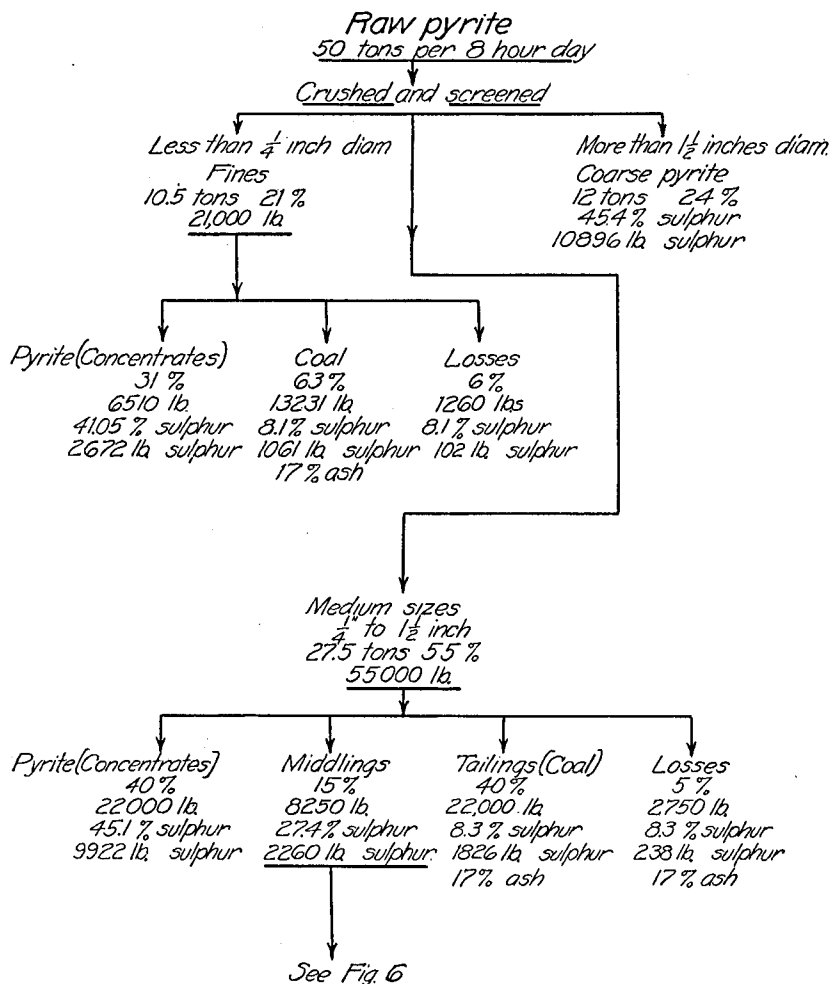 Raw pyrite
50 tons per 8 hour day
Crushed and screened
Less than 1/4 inch diam
Fines
10.5 tons 21 %
21,000 lb.
More than 1 1/2 inches diam.
Coarse pyrite
12 tons 24 %
45.4 % sulphur
10896 lb. sulphur
Pyrite (Concentrates)
31 %
6510 lb.
41.05 % sulphur
2672 lb. sulphur
Coal
63 %
13231 lb.
8.1 % sulphur
1061 lb. sulphur
17 % ash
Losses
6 %
1260 lbs
8.1 % sulphur
102 lb. sulphur
Medium sizes
1/4" to 1 1/2 inch
27.5 tons 55 %
55000 lb.
Pyrite (Concentrates)
40 %
22000 lb.
45.1 % sulphur
9922 lb. sulphur
Middlings
15 %
8250 lb.
27.4 % sulphur
2260 lb. sulphur.
See Fig. 6
Tailings (Coal)
40 %
22,000 lb.
8.3 % sulphur
1826 lb. sulphur
17 % ash
Losses
5 %
2750 lb.
8.3 % sulphur
238 lb. sulphur
17 % ash